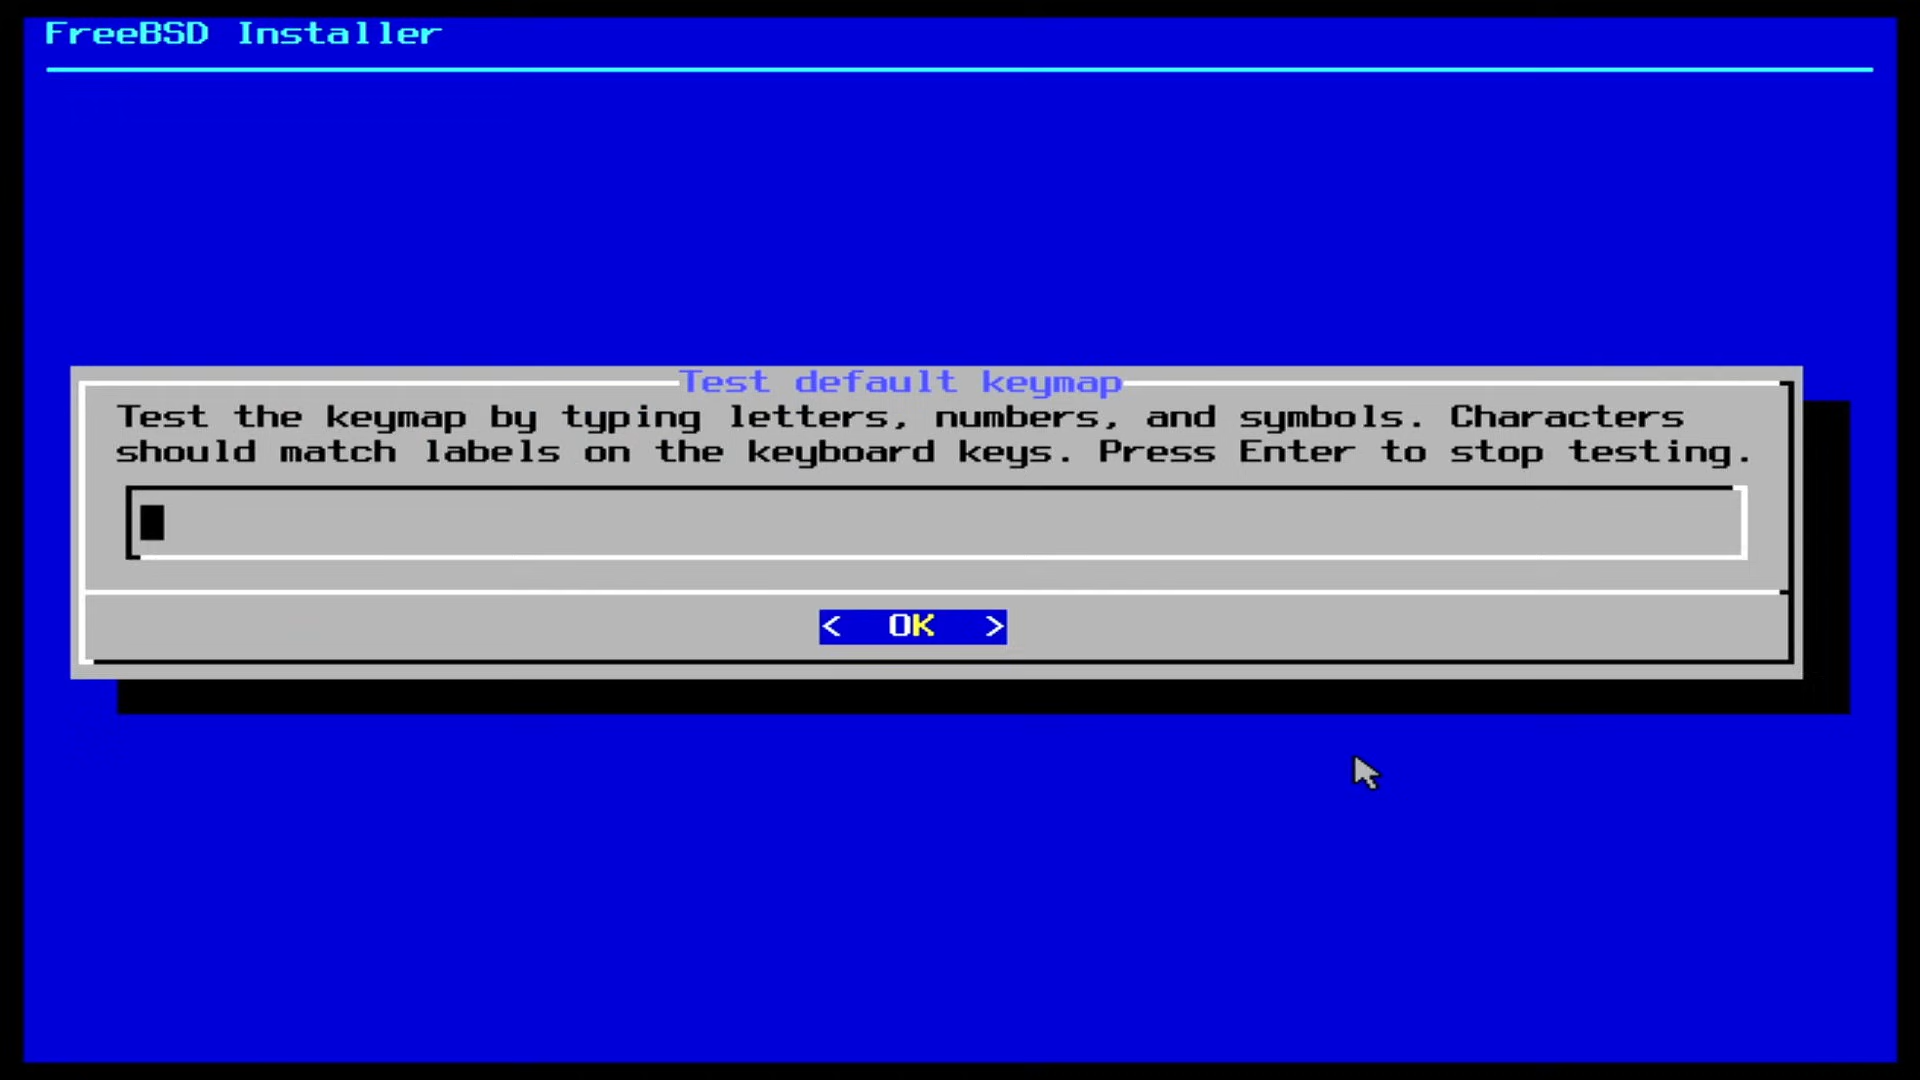 FreeBSD Installer
Test default keymap
Test the keymap by typing letters, numbers, and symbols. Characters
should match labels on the keyboard keys. Press Enter to stop testing.
< OK >